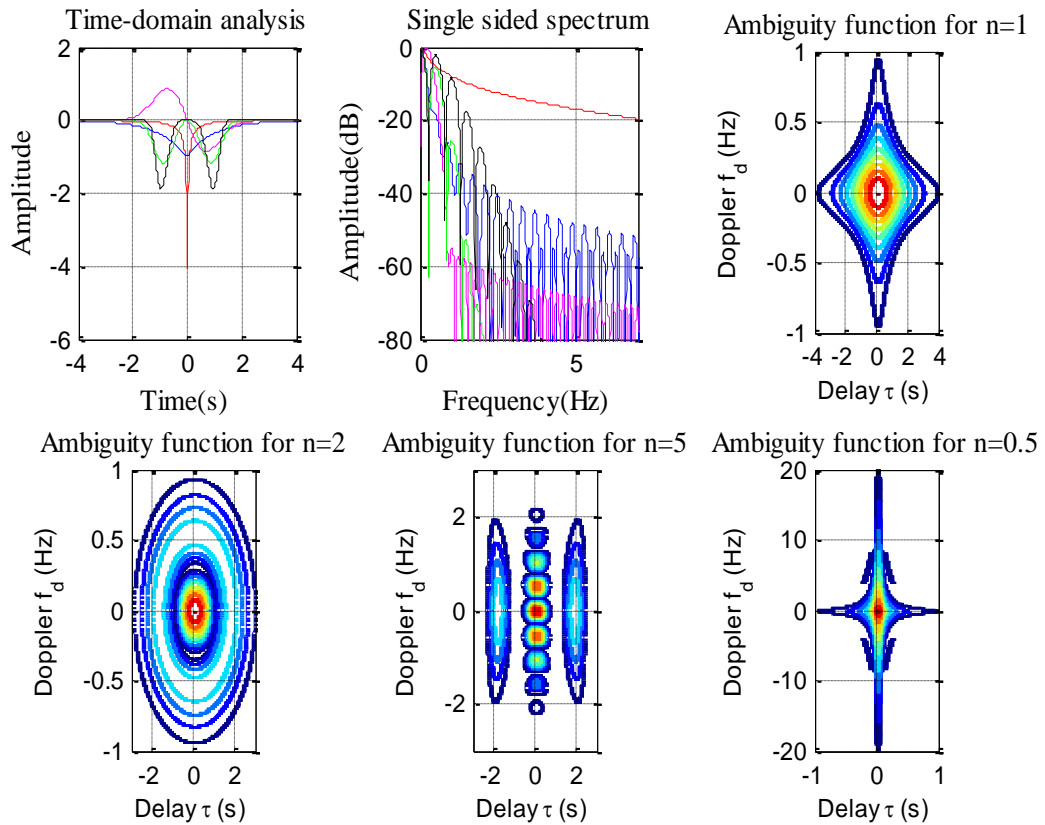 Time-domain analysis
2
0
-2
-4
-6
-4 -2 0 2 4
Amplitude
Time(s)
Single sided spectrum
0
-20
-40
-60
-80
0 5
Amplitude(dB)
Frequency(Hz)
Ambiguity function for n=1
1
0.5
0
-0.5
-1
-4 -2 0 2 4
Doppler f_d (Hz)
Delay τ (s)
Ambiguity function for n=2
1
0.5
0
-0.5
-1
-2 0 2
Doppler f_d (Hz)
Delay τ (s)
Ambiguity function for n=5
2
0
-2
-2 0 2
Doppler f_d (Hz)
Delay τ (s)
Ambiguity function for n=0.5
20
10
0
-10
-20
-1 0 1
Doppler f_d (Hz)
Delay τ (s)